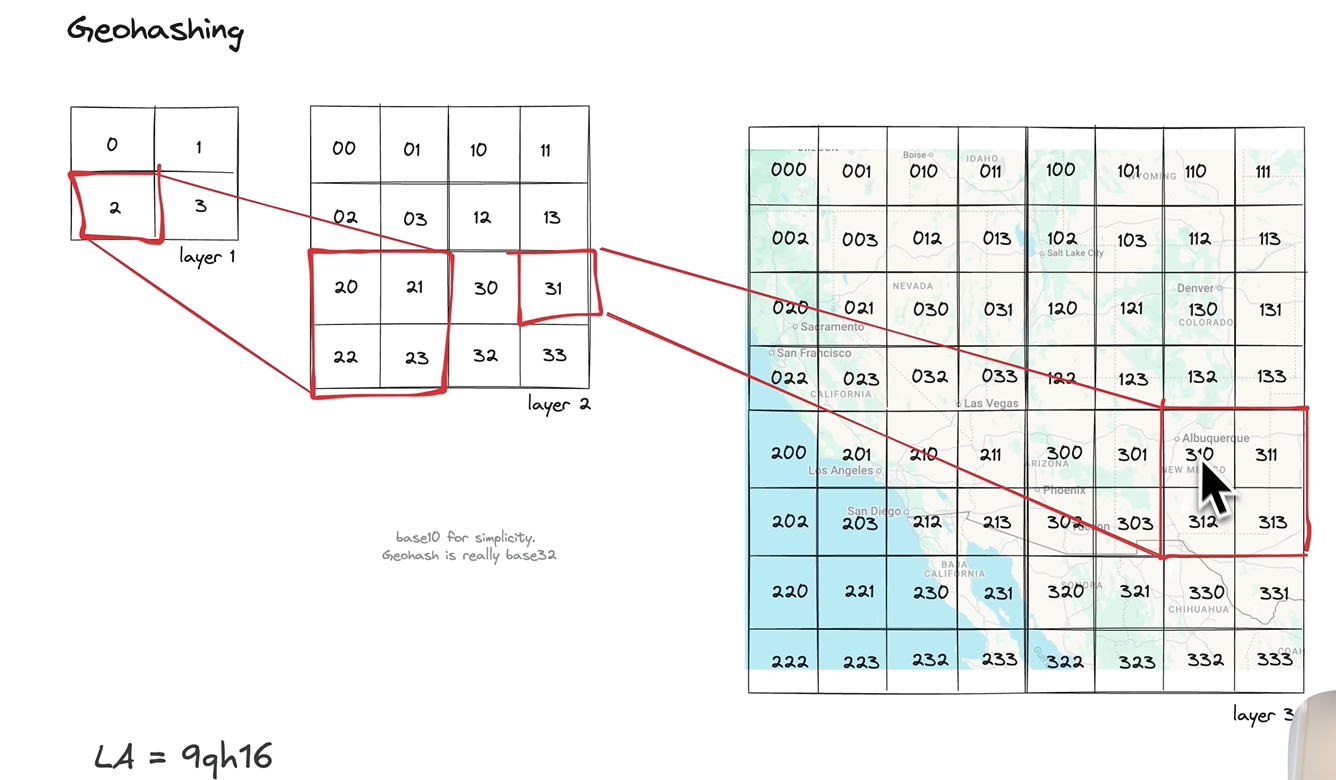 Geohashing
0 1
2 3
layer 1
00 01 10 11
02 03 12 13
20 21 30 31
22 23 32 33
layer 2
base10 for simplicity.
Geohash is really base32
Boise
IDAHO
000 001 010 011 100 101 110 111
WYOMING
002 003 012 013 102 103 112 113
Salt Lake City
NEVADA
Denver
020 021 030 031 120 121 130 131
COLORADO
Sacramento
San Francisco
022 023 032 033 122 123 132 133
CALIFORNIA
Las Vegas
Albuquerque
200 201 210 211 300 301 310 311
ARIZONA
NEW MEXICO
Los Angeles
Phoenix
San Diego
202 203 212 213 302 303 312 313
BAJA
CALIFORNIA
220 221 230 231 320 321 330 331
SONORA
CHIHUAHUA
222 223 232 233 322 323 332 333
layer 3
LA = 9qh16